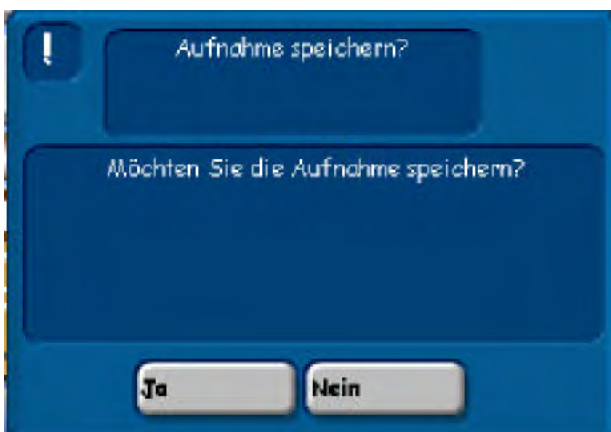 !
Aufnahme speichern?
Möchten Sie die Aufnahme speichern?
Ja
Nein